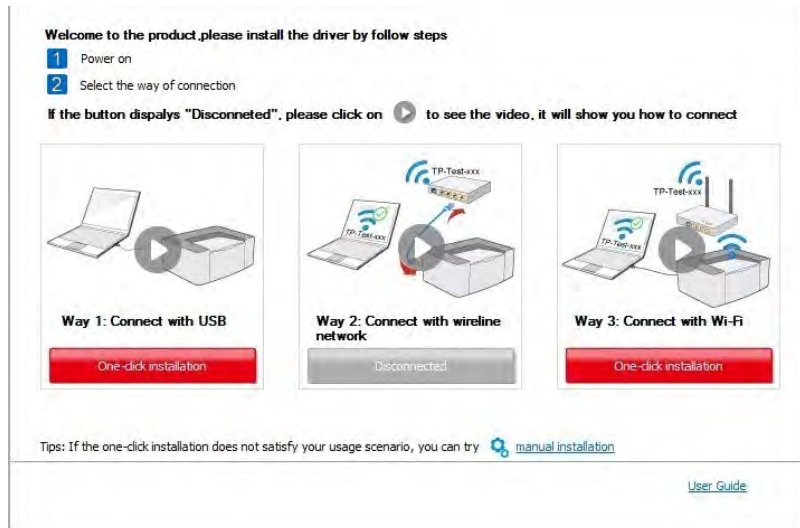 Welcome to the product,please install the driver by follow steps
1 Power on
2 Select the way of connection
If the button dispalys "Disconneted", please click on to see the video, it will show you how to connect
TP-Test-xxx
TP-Test-xxx
TP-Test-xxx
TP-Test-xxx
Way 1: Connect with USB
Way 2: Connect with wireline
network
Way 3: Connect with Wi-Fi
One-click installation
Disconnected
One-click installation
Tips: If the one-click installation does not satisfy your usage scenario, you can try manual installation
User Guide